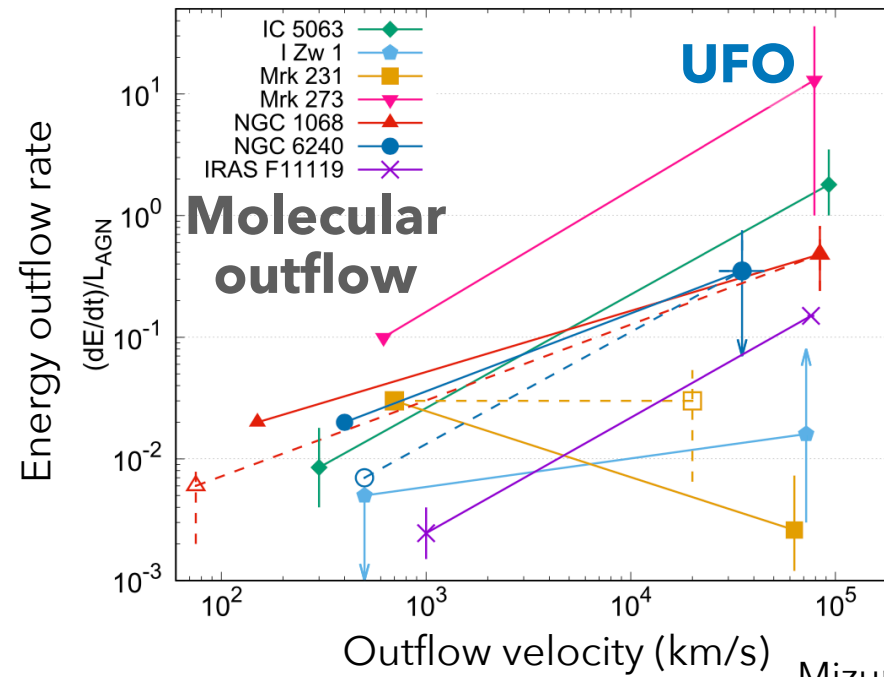 IC 5063
I Zw 1
Mrk 231
Mrk 273
NGC 1068
NGC 6240
IRAS F11119
UFO
Molecular
outflow
Energy outflow rate
(dE/dt)/L_AGN
10^1
10^0
10^-1
10^-2
10^-3
10^2
10^3
10^4
10^5
Outflow velocity (km/s)